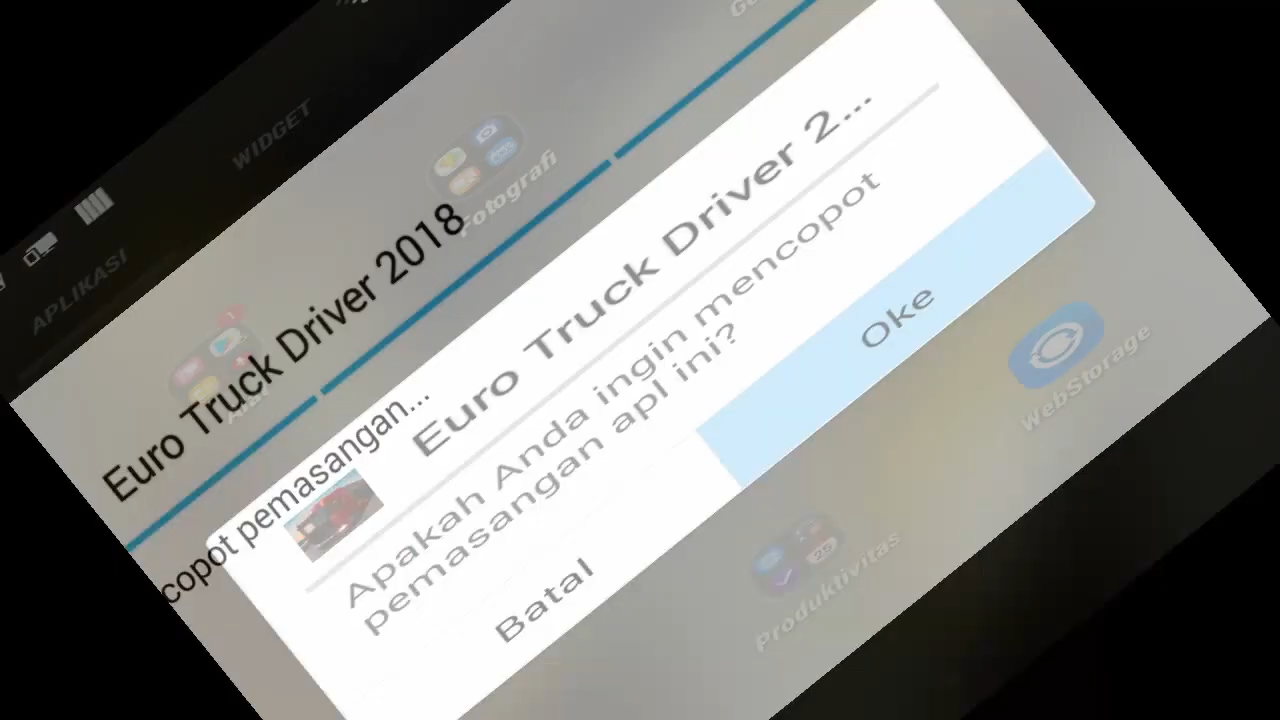 WIDGET
APLIKASI
Fotografi
Euro Truck Driver 2018
copot pemasangan...
Euro Truck Driver 2...
Apakah Anda ingin mencopot
pemasangan apl ini?
Batal
Oke
WebStorage
Produktivitas